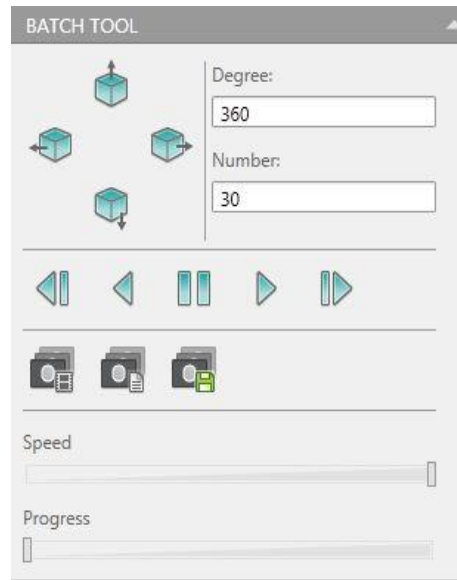 BATCH TOOL
Degree:
360
Number:
30
Speed
Progress